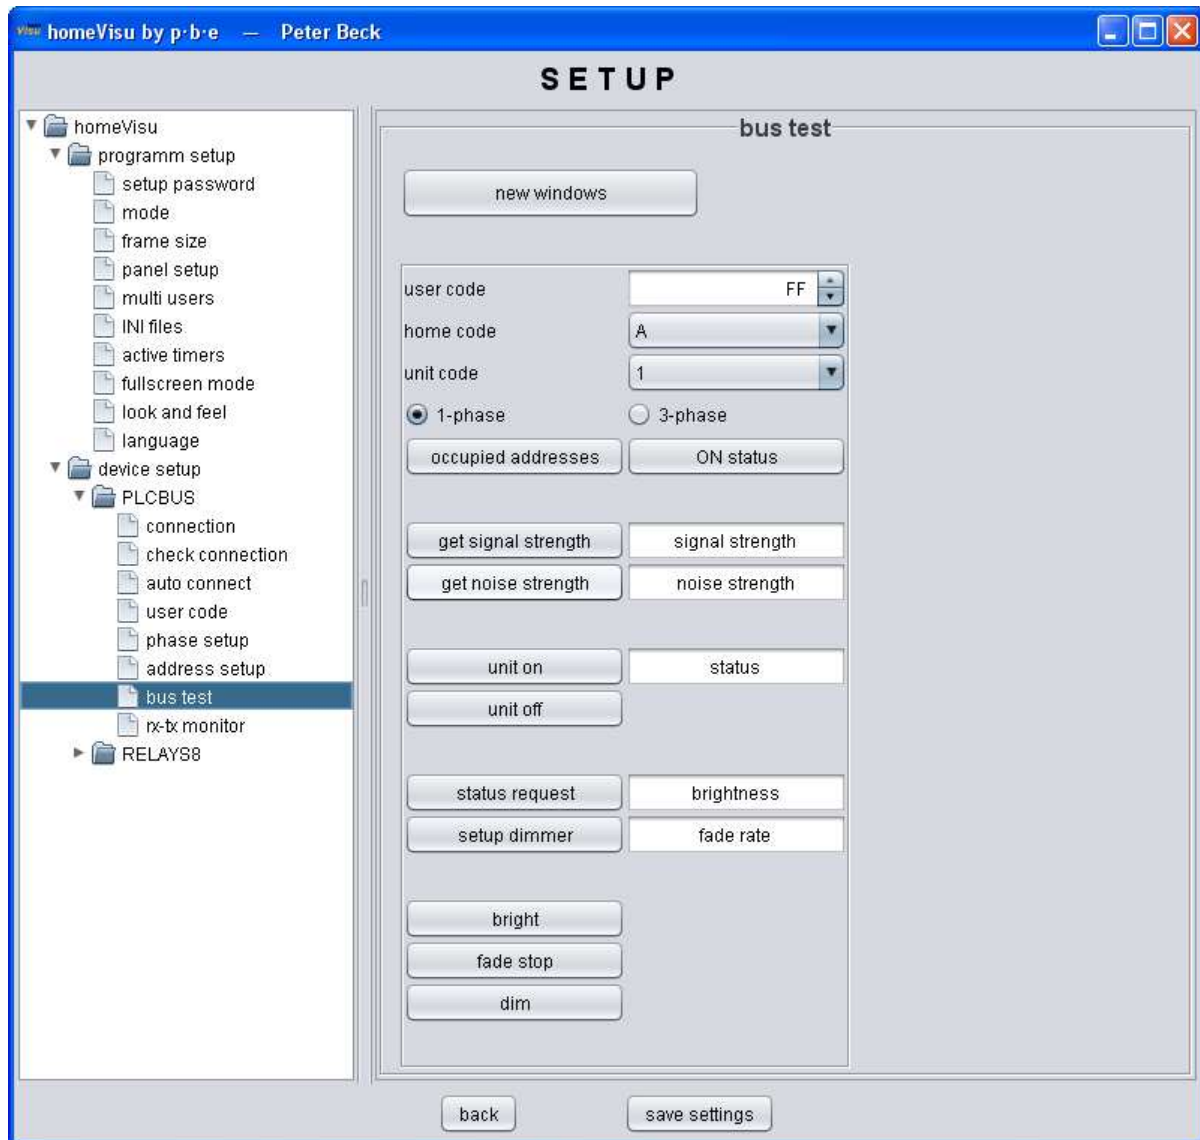 homeVisu by p·b·e — Peter Beck
SETUP
homeVisu
programm setup
setup password
mode
frame size
panel setup
multi users
INI files
active timers
fullscreen mode
look and feel
language
device setup
PLCBUS
connection
check connection
auto connect
user code
phase setup
address setup
bus test
rx-tx monitor
RELAYS8
bus test
new windows
user code FF
home code A
unit code 1
1-phase 3-phase
occupied addresses ON status
get signal strength signal strength
get noise strength noise strength
unit on status
unit off
status request brightness
setup dimmer fade rate
bright
fade stop
dim
back save settings